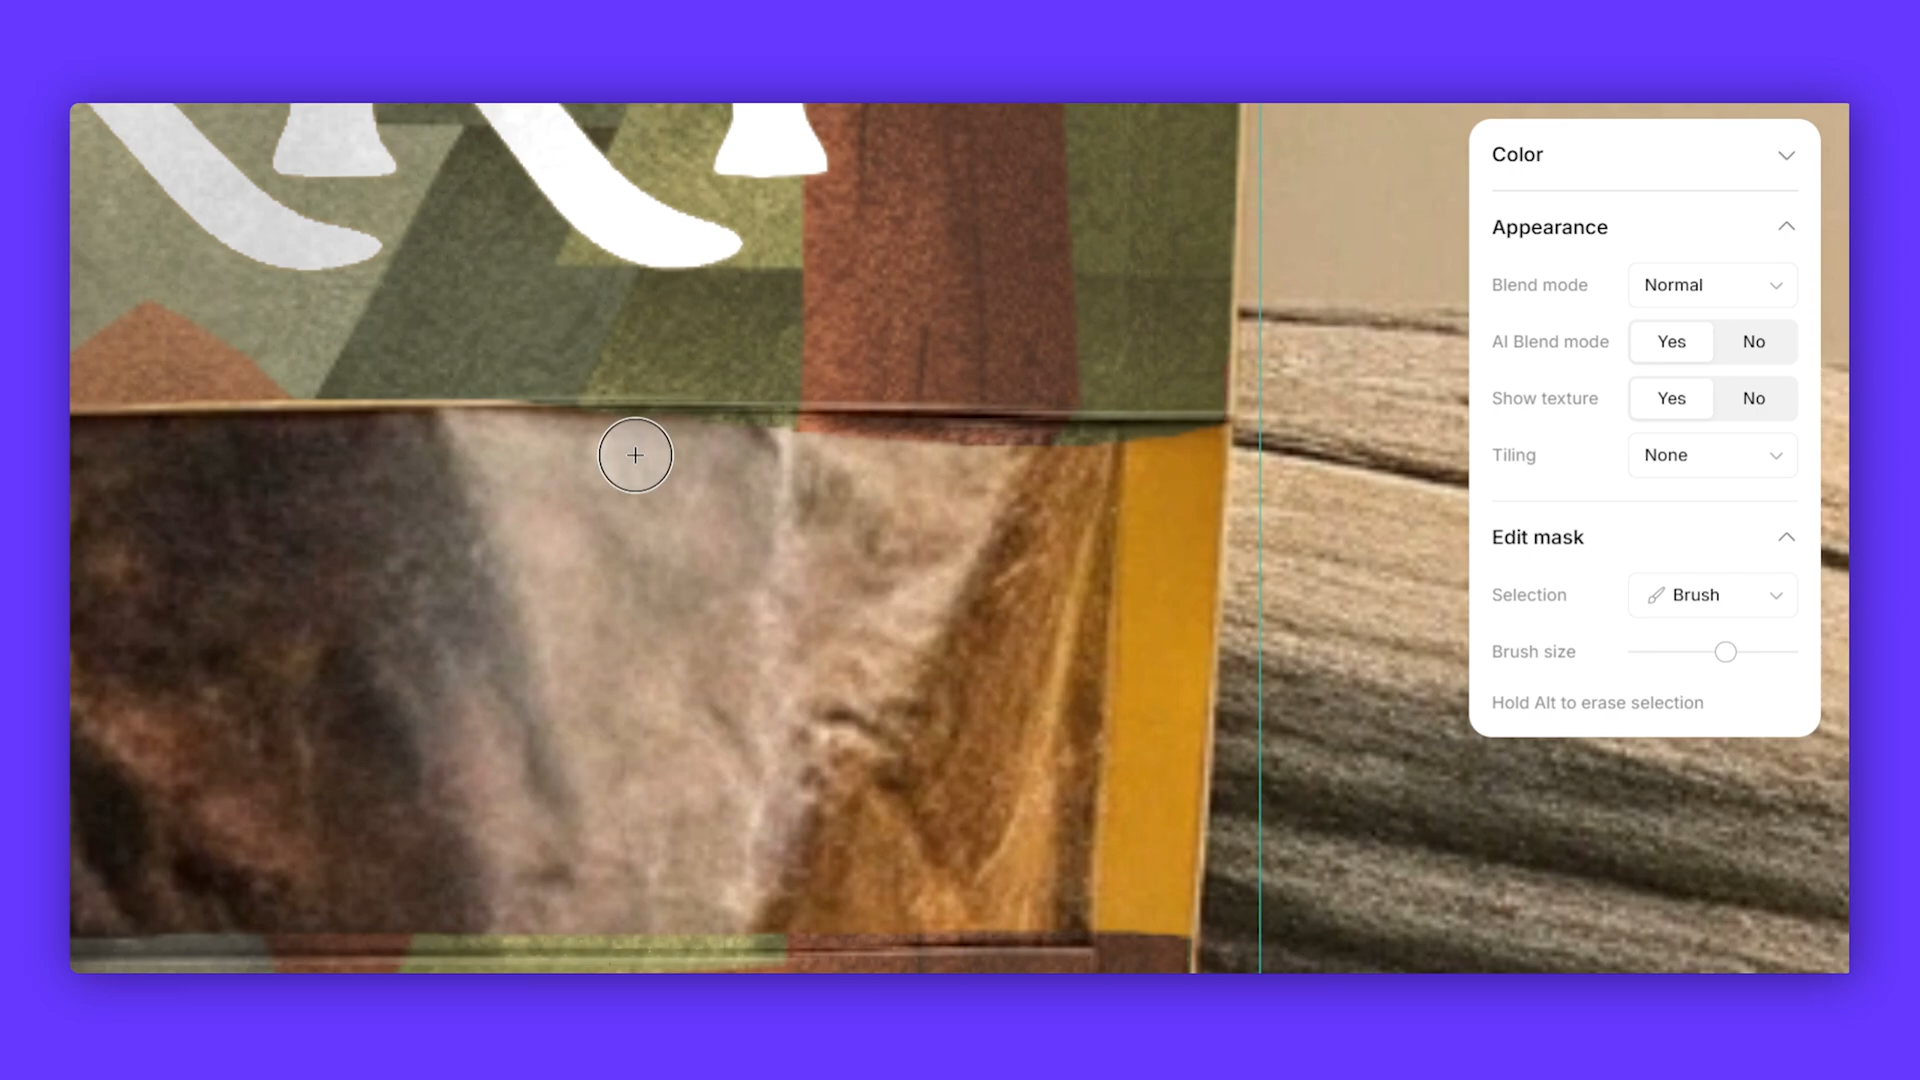 Color
Appearance
Blend mode Normal
AI Blend mode Yes No
Show texture Yes No
Tiling None
Edit mask
Selection Brush
Brush size
Hold Alt to erase selection